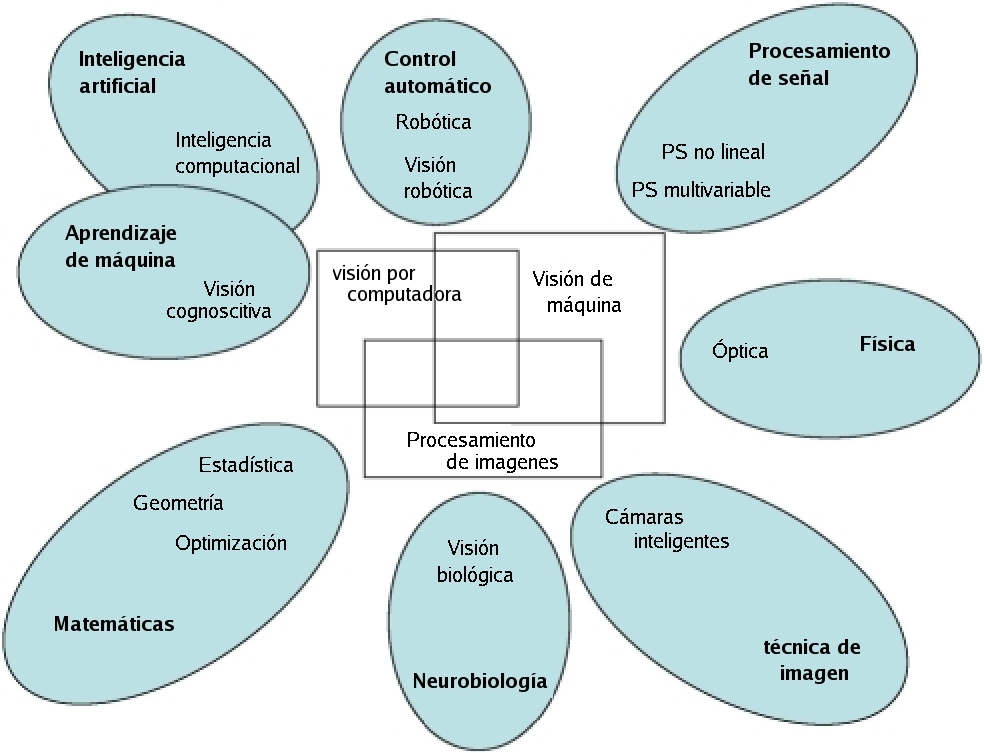 Inteligencia
artificial
Inteligencia
computacional
Control
automático
Robótica
Visión
robótica
Procesamiento
de señal
PS no lineal
PS multivariable
Aprendizaje
de máquina
Visión
cognoscitiva
visión por
computadora
Visión de
máquina
Procesamiento
de imagenes
Óptica
Física
Estadística
Geometría
Optimización
Matemáticas
Visión
biológica
Neurobiología
Cámaras
inteligentes
técnica de
imagen